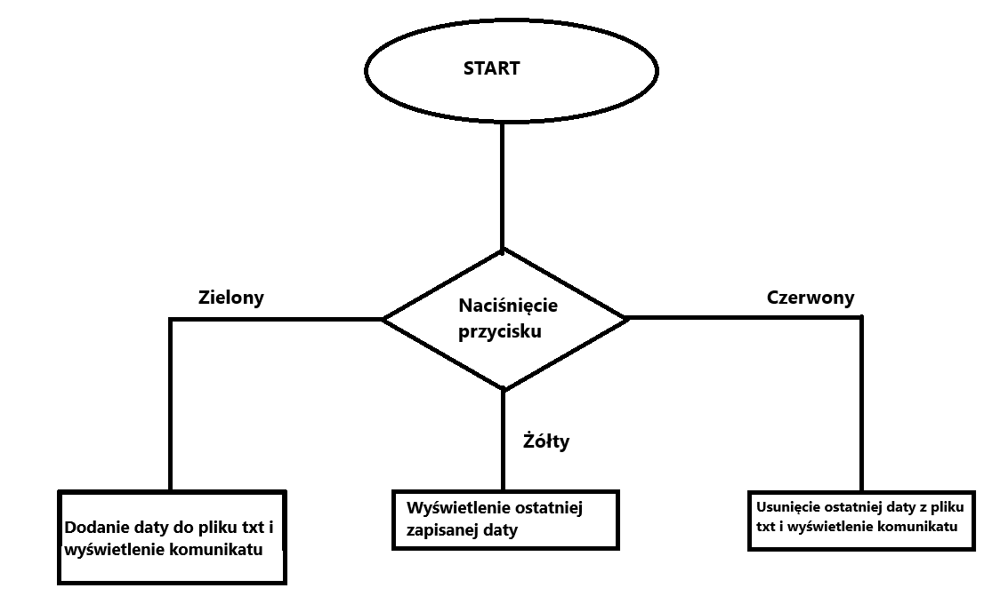 START
Zielony
Naciśnięcie
przycisku
Czerwony
Żółty
Dodanie daty do pliku txt i
wyświetlenie komunikatu
Wyświetlenie ostatniej
zapisanej daty
Usunięcie ostatniej daty z pliku
txt i wyświetlenie komunikatu